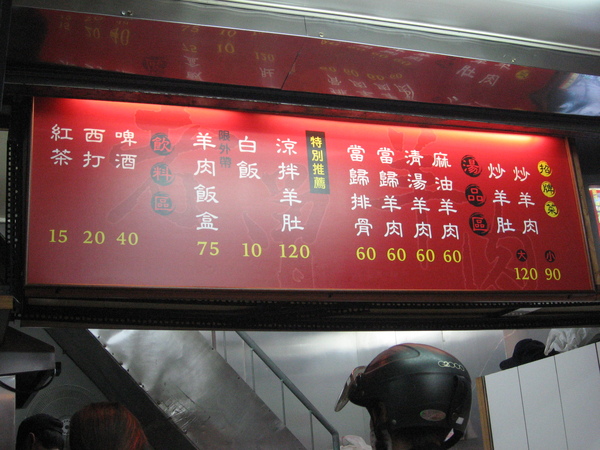 招牌菜
炒羊肉
炒羊肚
小 90
大 120
湯品區
麻油羊肉 60
清湯羊肉 60
當歸羊肉 60
當歸排骨 60
特別推薦
涼拌羊肚 120
白飯 10
限外帶
羊肉飯盒 75
飲料區
啤酒 40
西打 20
紅茶 15